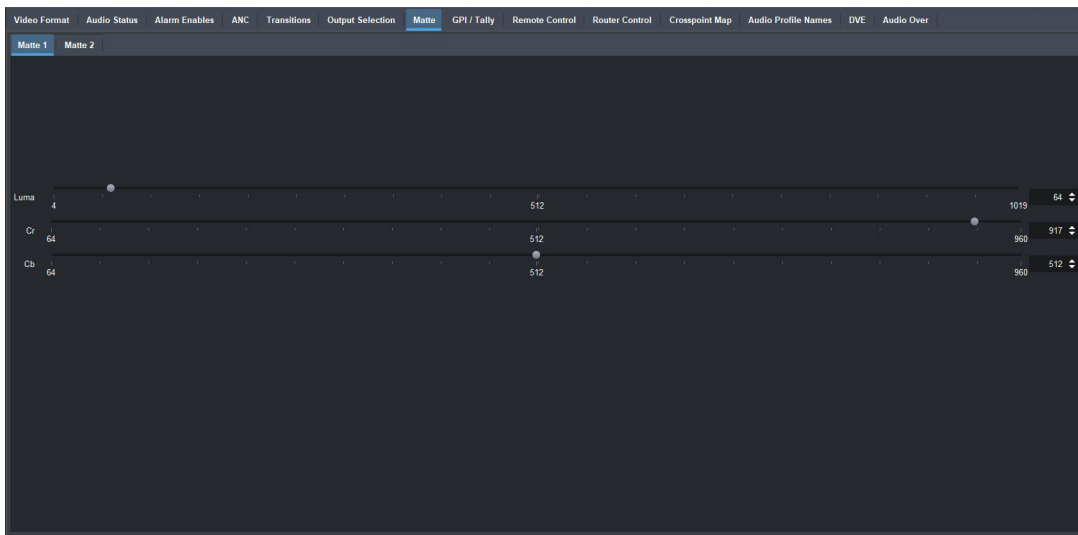 Video Format Audio Status Alarm Enables ANC Transitions Output Selection Matte GPI / Tally Remote Control Router Control Crosspoint Map Audio Profile Names DVE Audio Over
Matte 1 Matte 2
Luma 64
4 512 1019
Cr 917
64 512 960
Cb 512
64 512 960